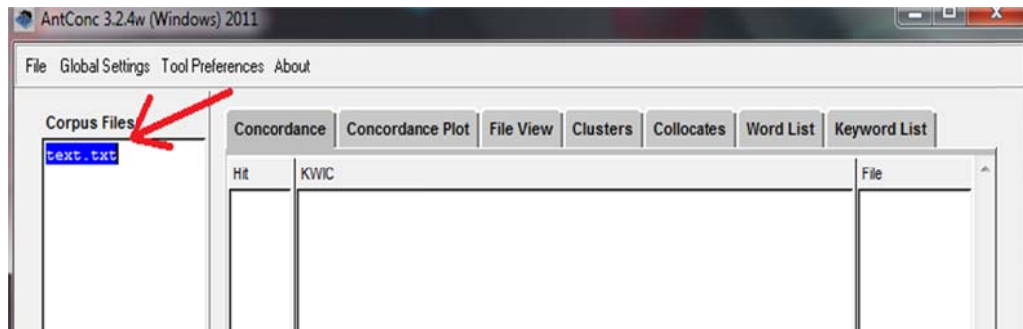 AntConc 3.2.4w (Windows) 2011
File Global Settings Tool Preferences About
Corpus Files
Concordance Concordance Plot File View Clusters Collocates Word List Keyword List
text.txt
Hit KWIC File